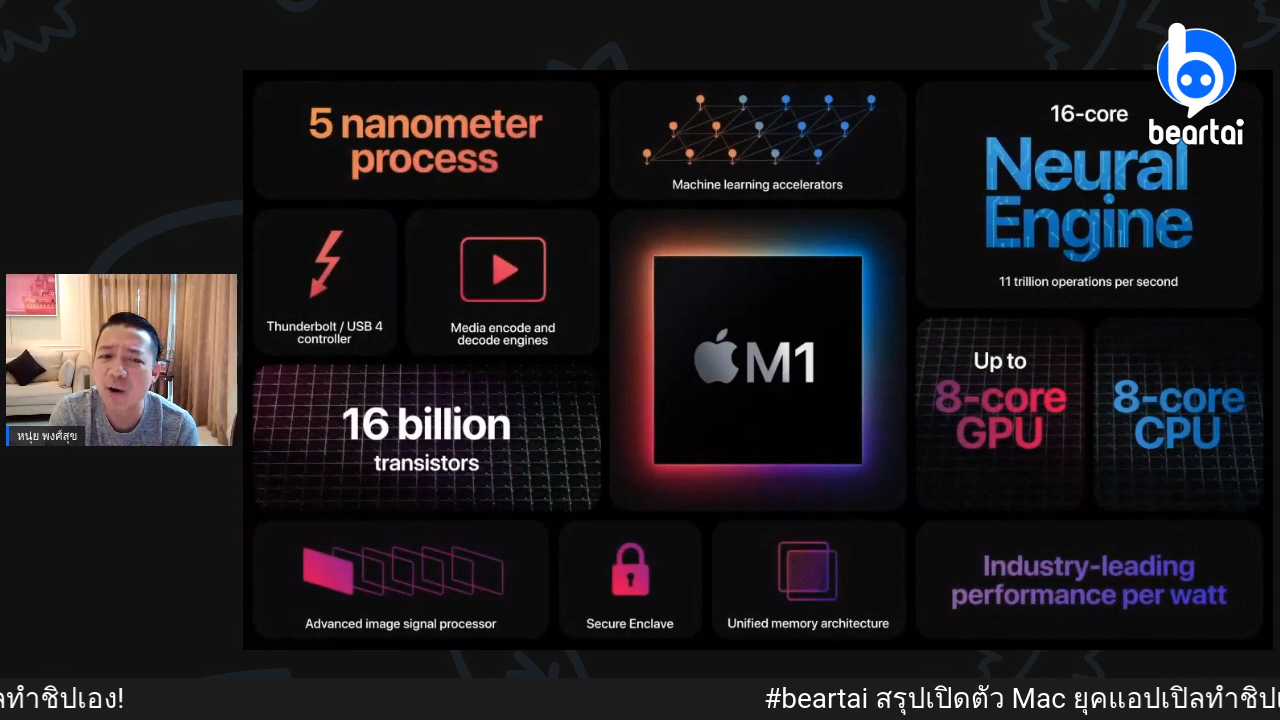 5 nanometer
process
Machine learning accelerators
16-core
Neural
Engine
11 trillion operations per second
beartai
Thunderbolt / USB 4
controller
Media encode and
decode engines
M1
Up to
8-core
GPU
8-core
CPU
16 billion
transistors
หนุ่ย พงศ์สุข
Advanced image signal processor
Secure Enclave
Unified memory architecture
Industry-leading
performance per watt
ลทำชิปเอง!
#beartai สรุปเปิดตัว Mac ยุคแอปเปิลทำชิปเ